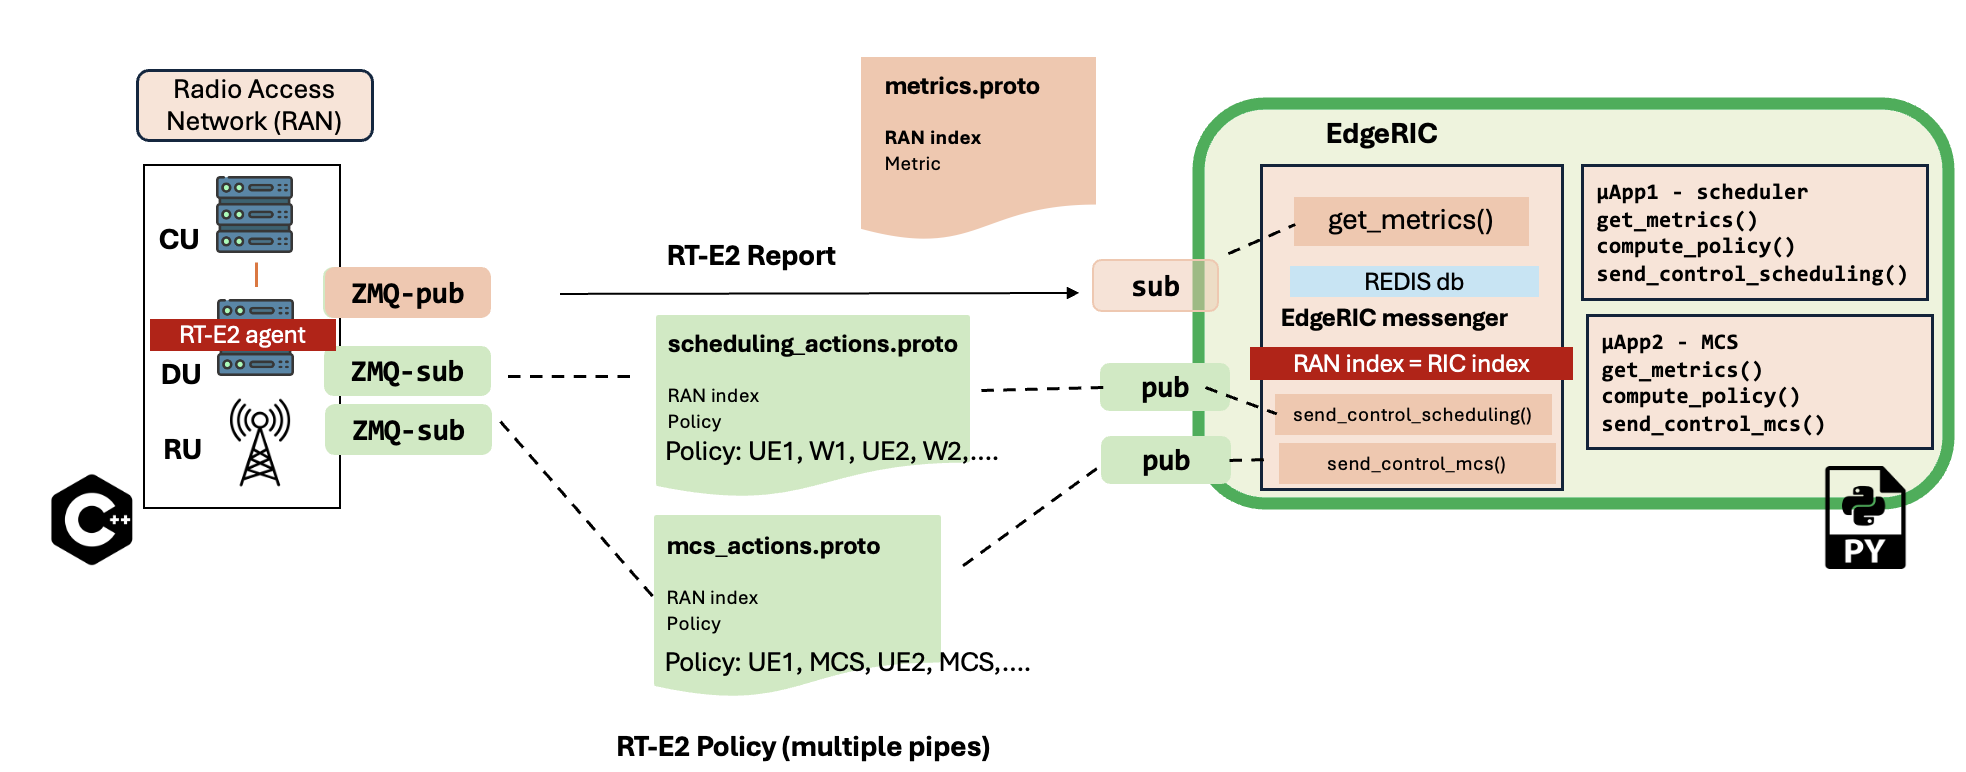 Radio Access
Network (RAN)
CU
RT-E2 agent
DU
RU
C++
ZMQ-pub
ZMQ-sub
ZMQ-sub
metrics.proto
RAN index
Metric
RT-E2 Report
scheduling_actions.proto
RAN index
Policy
Policy: UE1, W1, UE2, W2,....
mcs_actions.proto
RAN index
Policy
Policy: UE1, MCS, UE2, MCS,....
RT-E2 Policy (multiple pipes)
sub
pub
pub
EdgeRIC
get_metrics()
REDIS db
EdgeRIC messenger
RAN index = RIC index
send_control_scheduling()
send_control_mcs()
µApp1 - scheduler
get_metrics()
compute_policy()
send_control_scheduling()
µApp2 - MCS
get_metrics()
compute_policy()
send_control_mcs()
PY